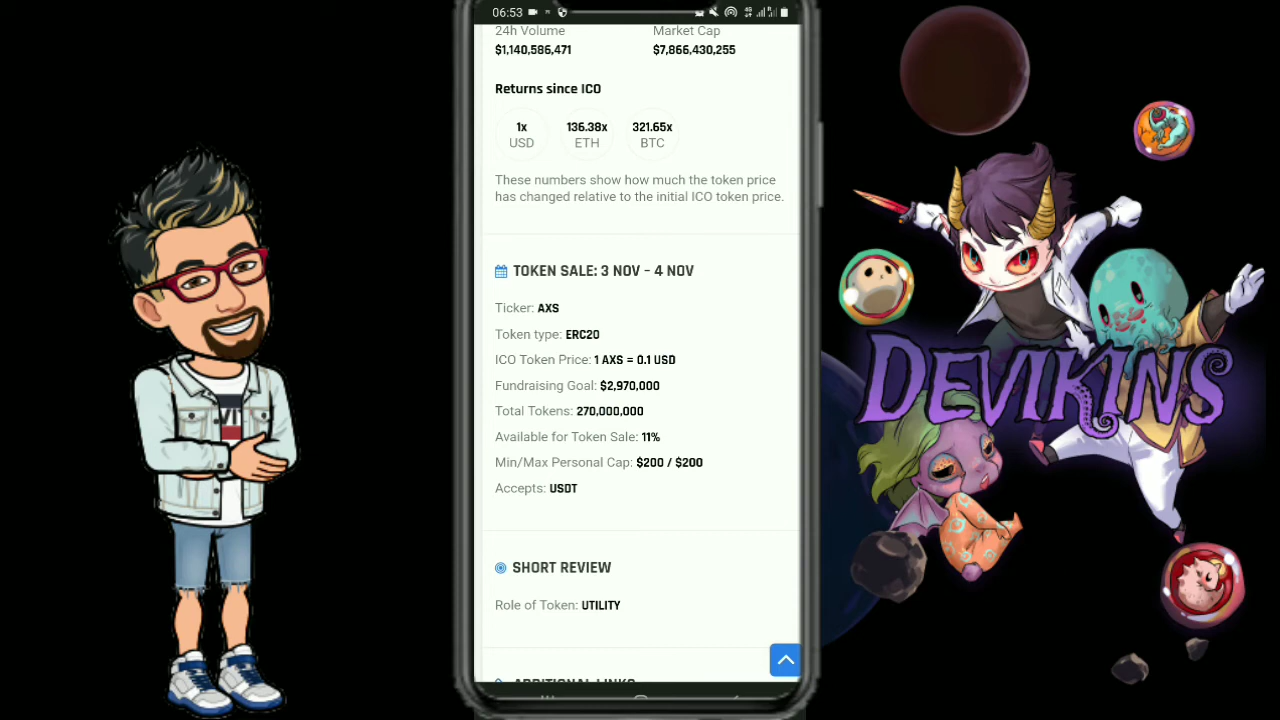 06:53
24h Volume Market Cap
$1,140,586,471 $7,866,430,255
Returns since ICO
1x 136.38x 321.65x
USD ETH BTC
These numbers show how much the token price
has changed relative to the initial ICO token price.
TOKEN SALE: 3 NOV – 4 NOV
Ticker: AXS
Token type: ERC20
ICO Token Price: 1 AXS = 0.1 USD
Fundraising Goal: $2,970,000
Total Tokens: 270,000,000
Available for Token Sale: 11%
Min/Max Personal Cap: $200 / $200
Accepts: USDT
SHORT REVIEW
Role of Token: UTILITY
ADDITIONAL LINKS
DEVIKINS